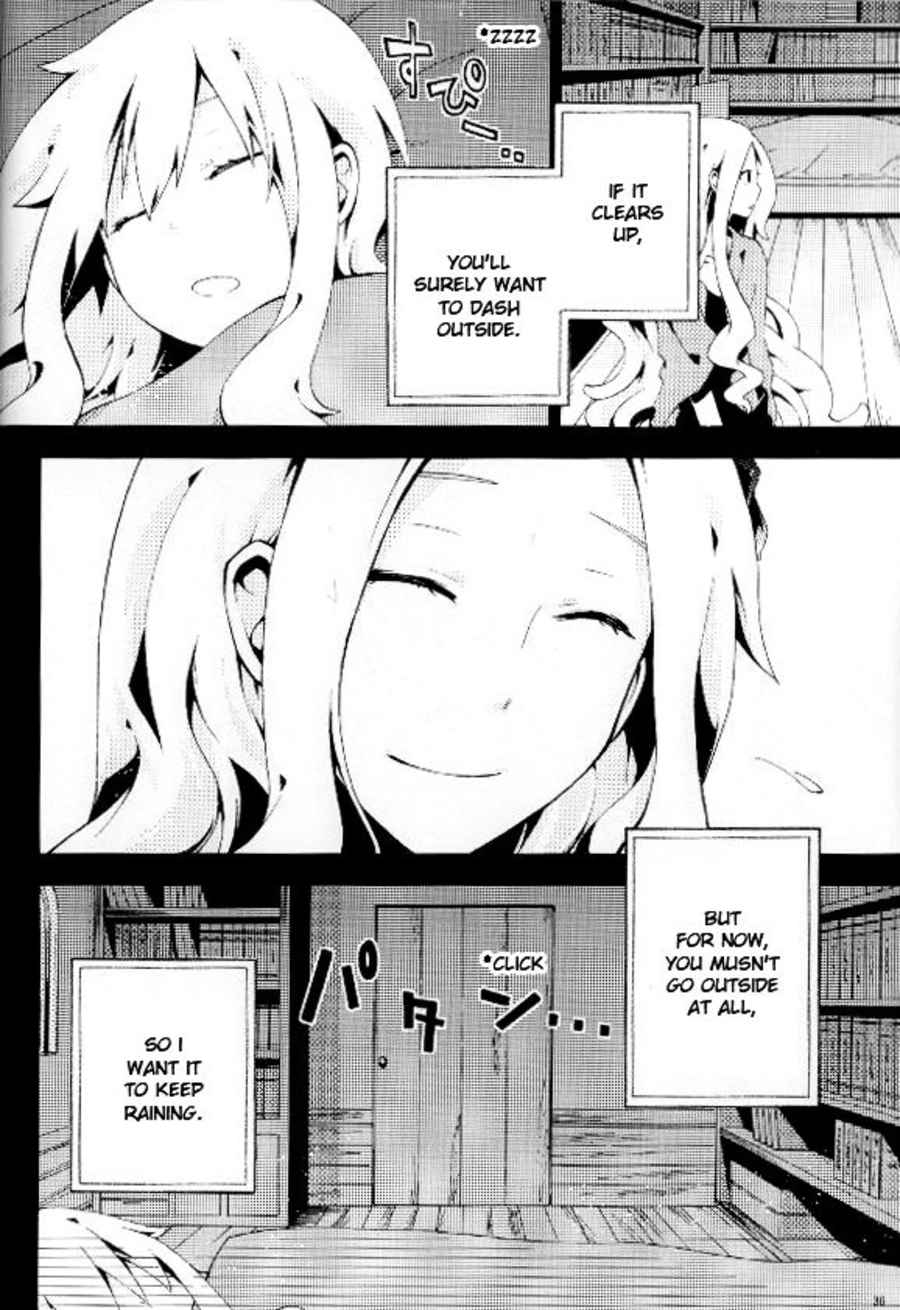 IF IT
CLEARS
UP,
*ZZZZ
すぴー‥
YOU'LL
SURELY WANT
TO DASH
OUTSIDE.
BUT
FOR NOW,
YOU MUSN'T
GO OUTSIDE
AT ALL,
*CLICK
パタン...
SO I
WANT IT
TO KEEP
RAINING.
36